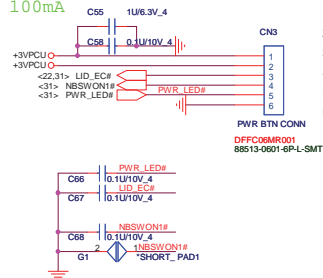 100mA
C55 1U/6.3V_4
C58 0.1U/10V_4
CN3
+3VPCU
+3VPCU
<22,31> LID_EC#
<31> NBSWON1#
<31> PWR_LED#
PWR_LED#
1
2
3
4
5
6
PWR BTN CONN
DFFC06MR001
88513-0601-6P-L-SMT
PWR_LED#
C66 0.1U/10V_4
LID_EC#
C67 0.1U/10V_4
NBSWON1#
C68 0.1U/10V_4
G1 2 1 NBSWON1#
*SHORT_ PAD1